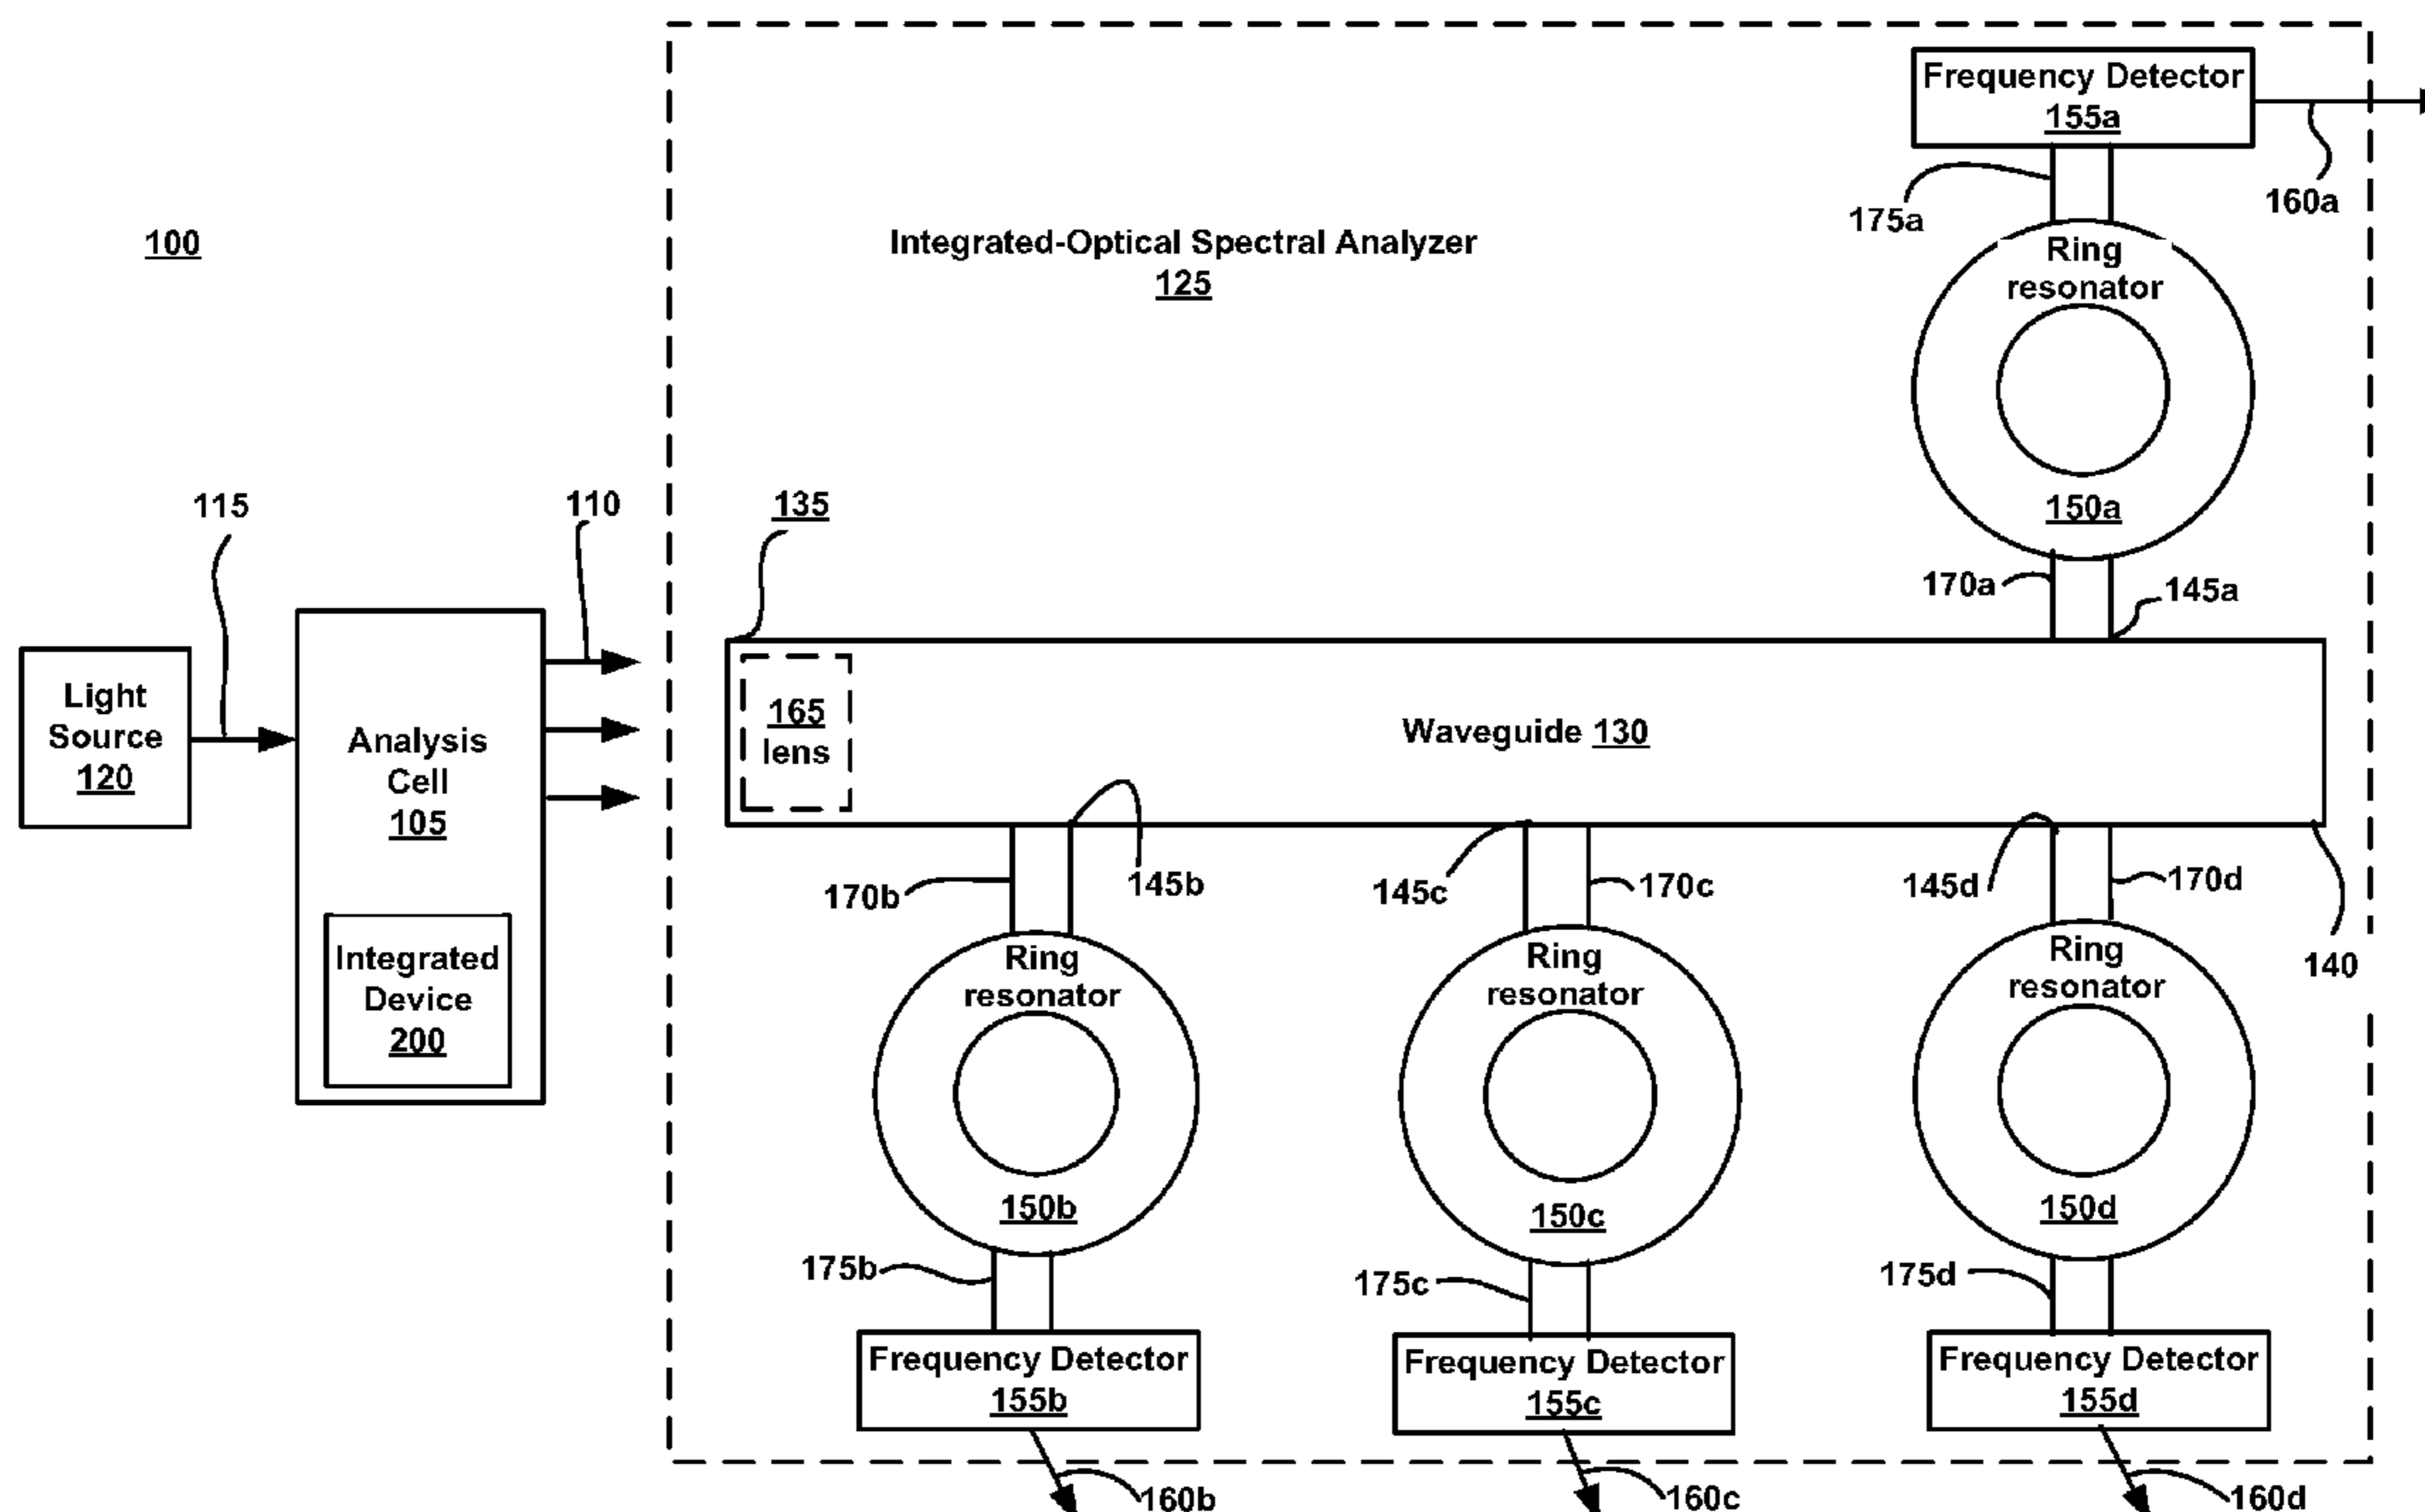 Frequency Detector
155a
160a
175a
100
Integrated-Optical Spectral Analyzer
125
Ring
resonator
150a
115
110
135
170a
145a
Light
Source
120
Analysis
Cell
105
165
lens
Waveguide 130
170b
145b
145c
170c
145d
170d
140
Integrated
Device
200
Ring
resonator
150b
Ring
resonator
150c
Ring
resonator
150d
175b
175c
175d
Frequency Detector
155b
Frequency Detector
155c
Frequency Detector
155d
160b
160c
160d